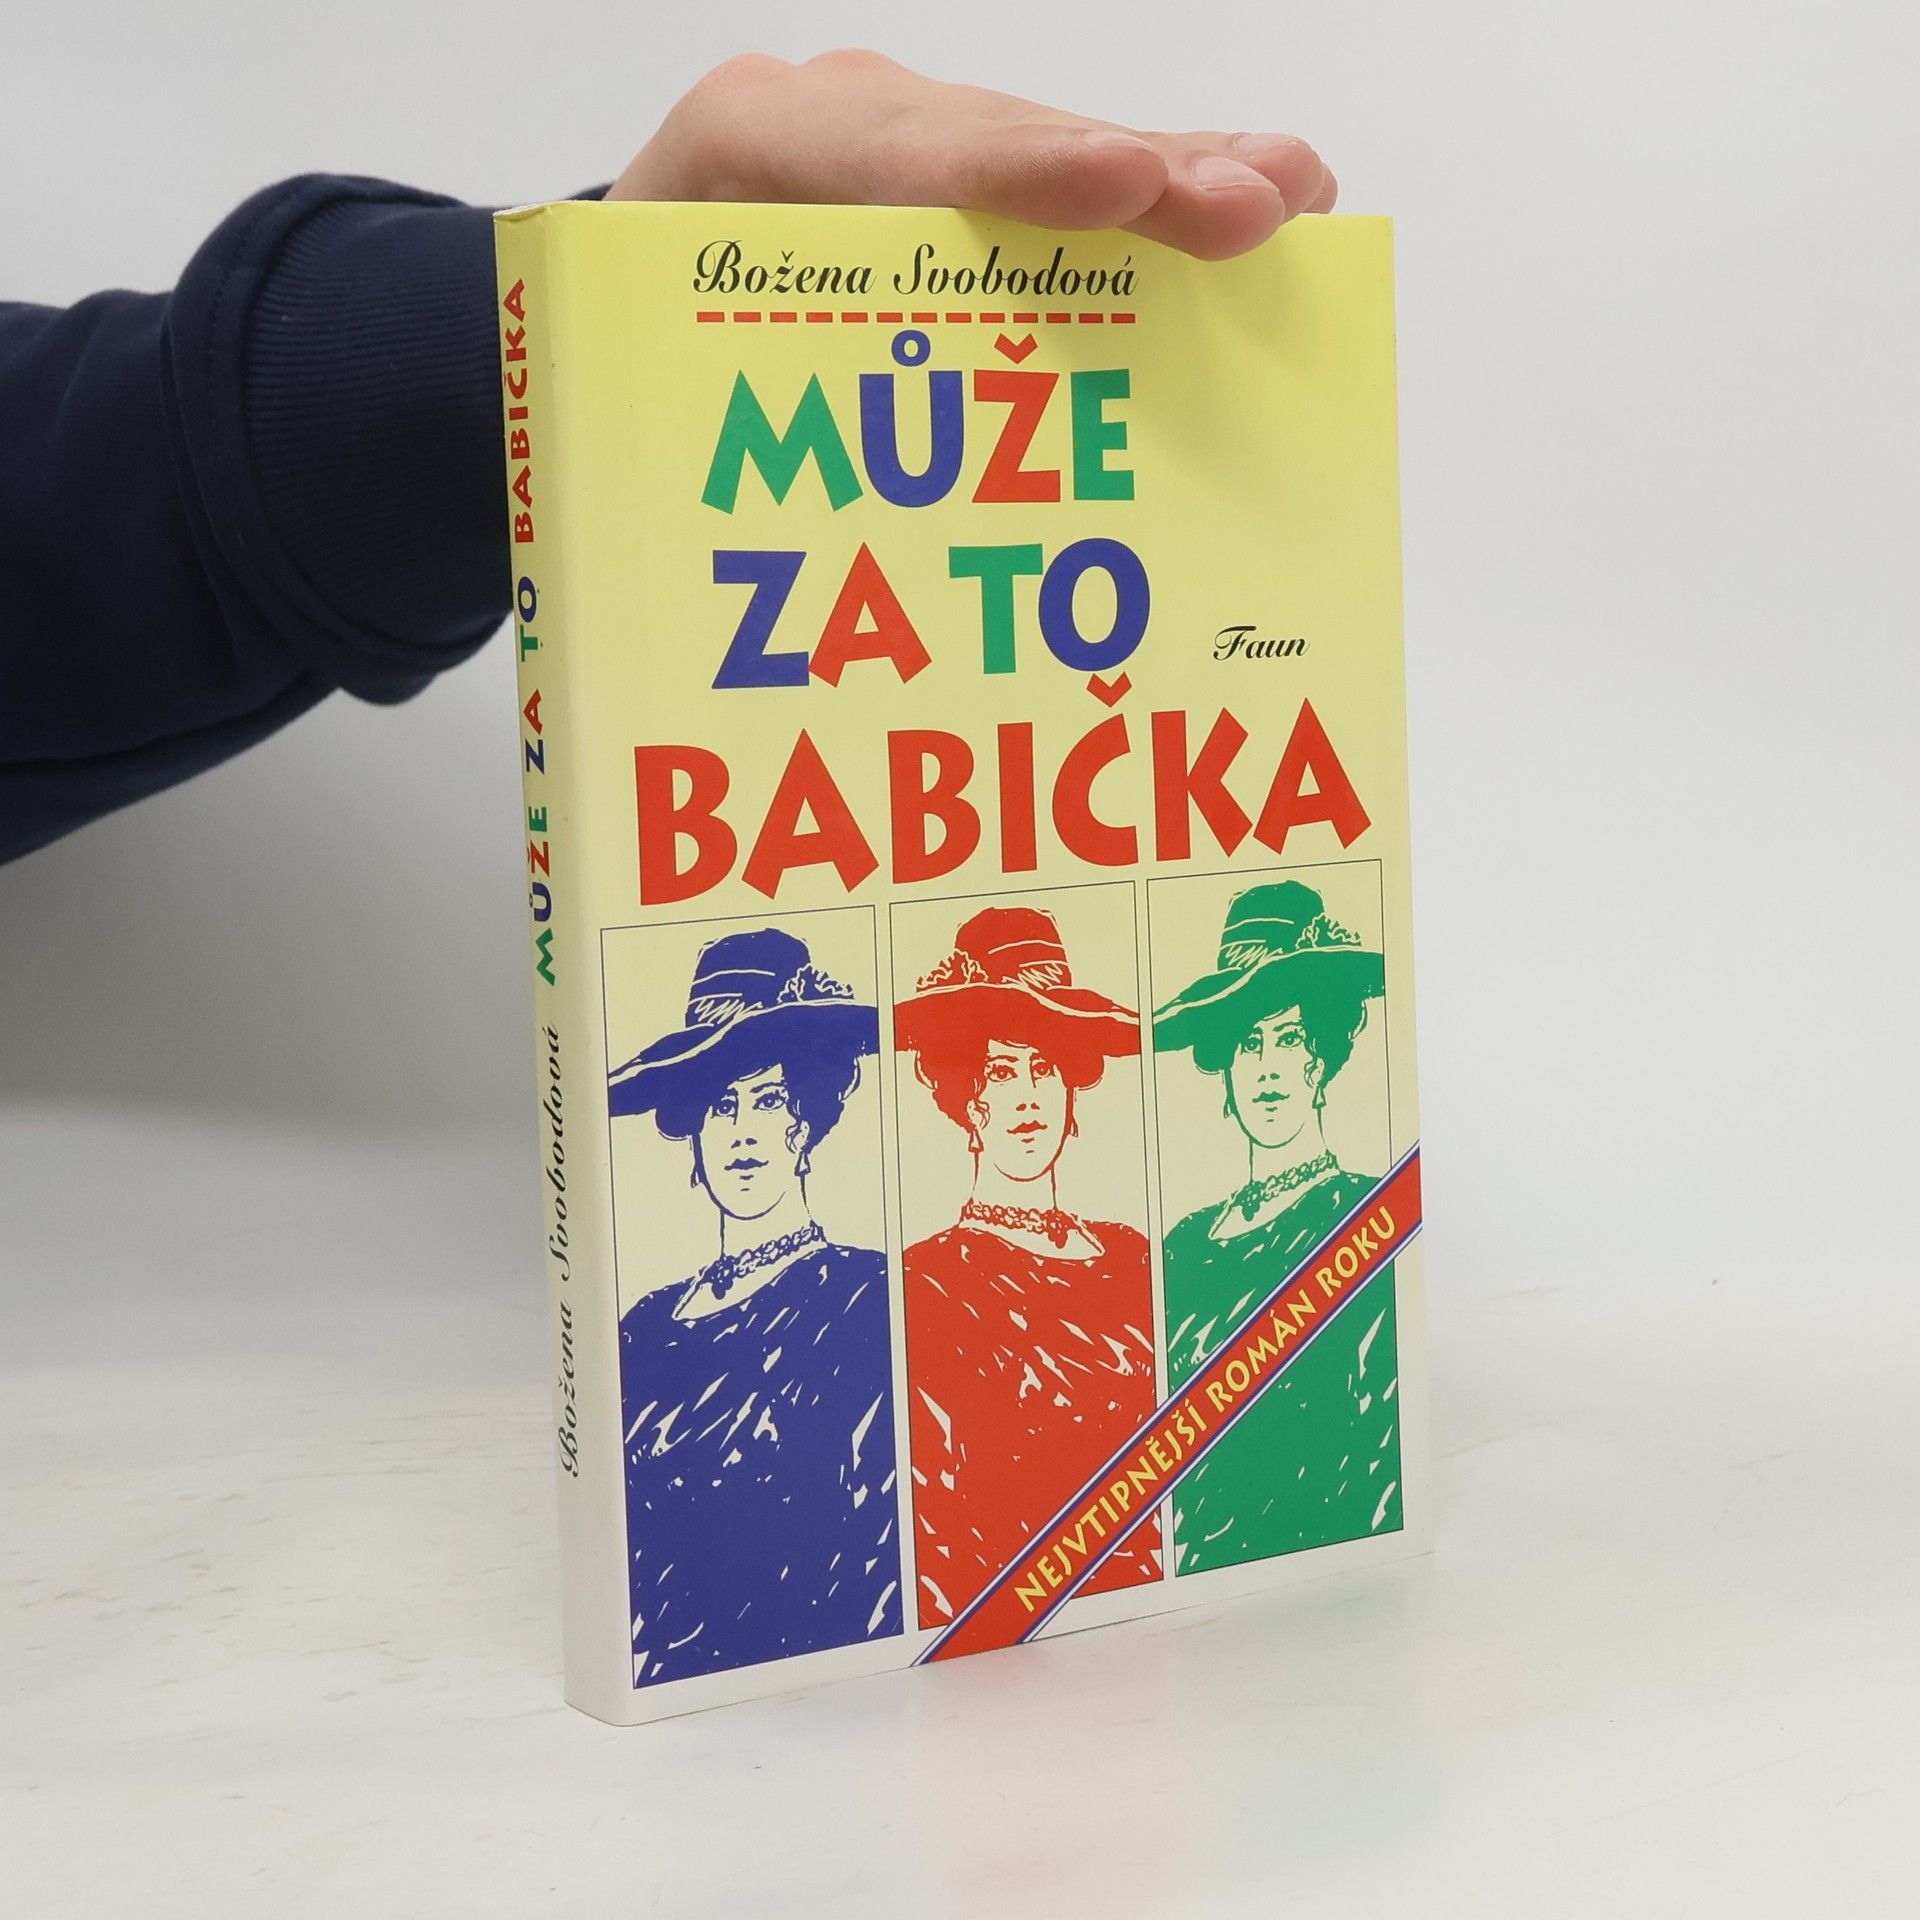 Božena Svobodová
MŮŽE
ZA TO
Faun
BABIČKA
NEJVTIPNĚJŠÍ ROMÁN ROKU
Božena Svobodová MŮŽE ZA TO BABIČKA